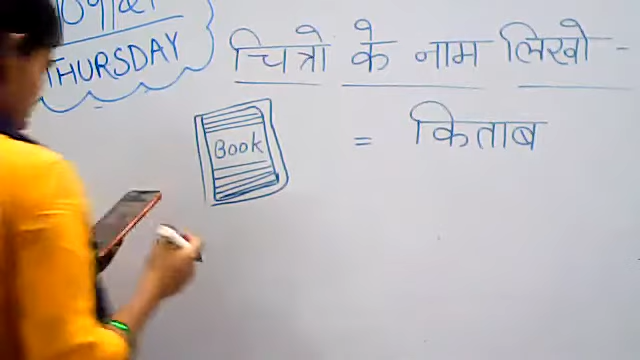 THURSDAY
चित्रो के नाम लिखो -
Book = किताब